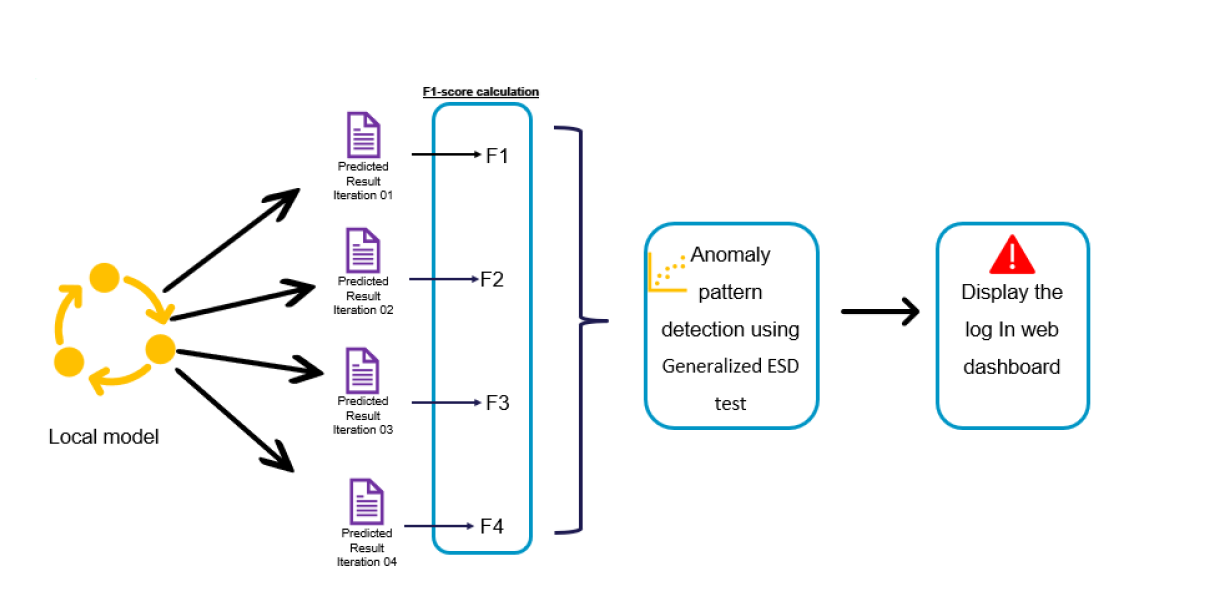 F1-score calculation
Predicted
Result
Iteration 01
F1
Predicted
Result
Iteration 02
F2
Predicted
Result
Iteration 03
F3
Predicted
Result
Iteration 04
F4
Local model
Anomaly
pattern
detection using
Generalized ESD
test
Display the
log In web
dashboard